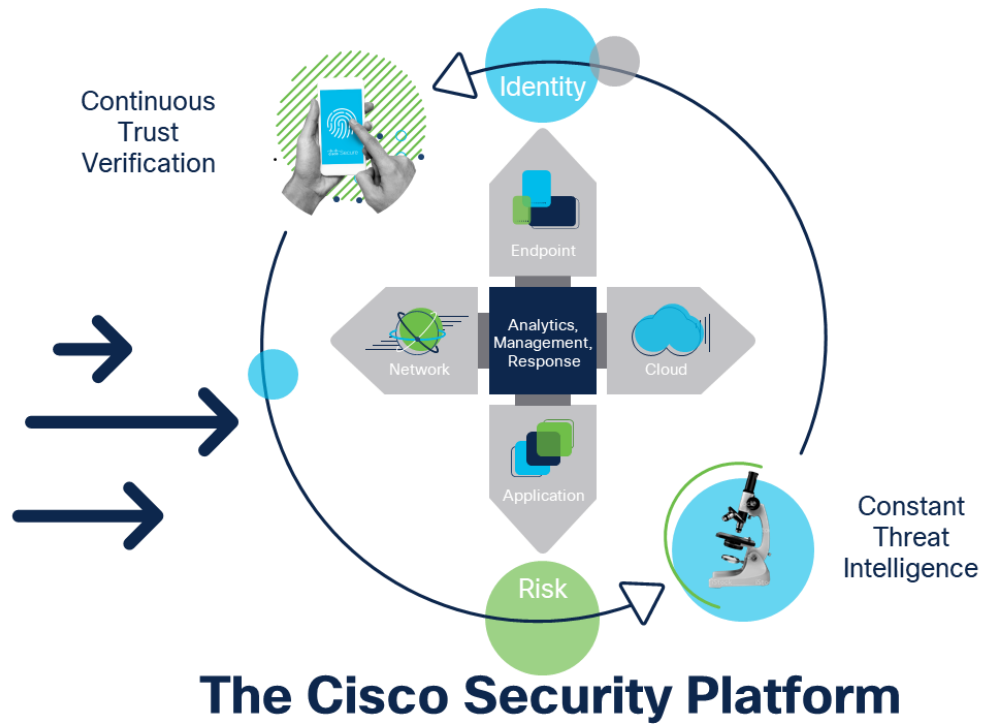 Identity
Continuous
Trust
Verification
Secure
Endpoint
Analytics,
Management,
Response
Network
Cloud
Application
Constant
Threat
Intelligence
Risk
The Cisco Security Platform